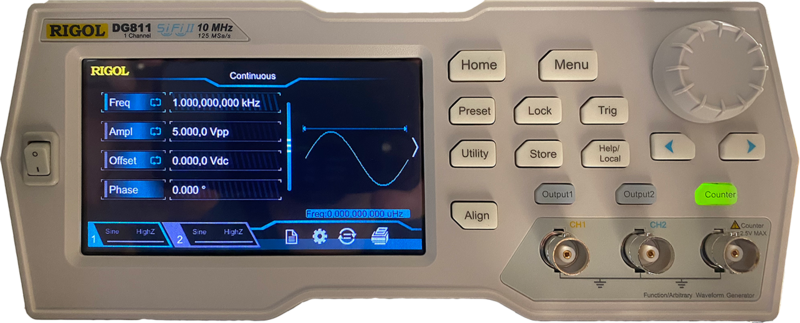 RIGOL DG811 SiFi II 10 MHz
1 Channel 125 MSa/s
RIGOL
Continuous
Freq 1.000,000,000 kHz
Ampl 5.000,0 Vpp
Offset 0.000,0 Vdc
Phase 0.000 °
Freq:0.000,000,000 uHz
1 Sine HighZ
2 Sine HighZ
Home Menu
Preset Lock Trig
Utility Store Help/
Local
Output1 Output2 Counter
Align
CH1 CH2 Counter
2.5V MAX
Function/Arbitrary Waveform Generator